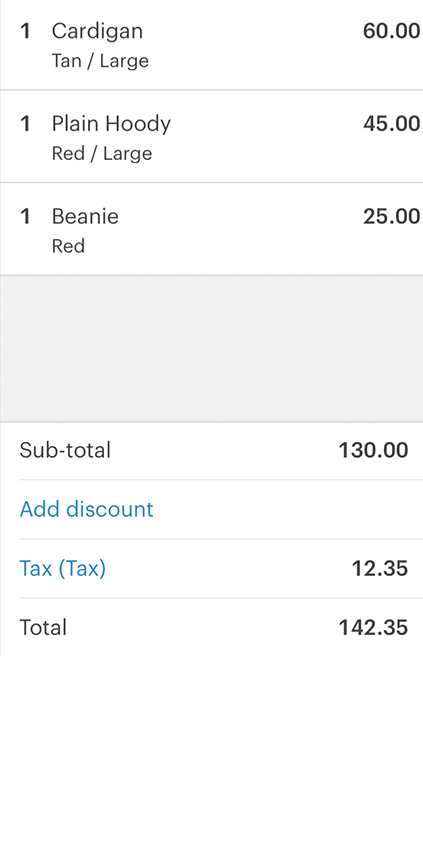 1 Cardigan 60.00
Tan / Large
1 Plain Hoody 45.00
Red / Large
1 Beanie 25.00
Red
Sub-total 130.00
Add discount
Tax (Tax) 12.35
Total 142.35